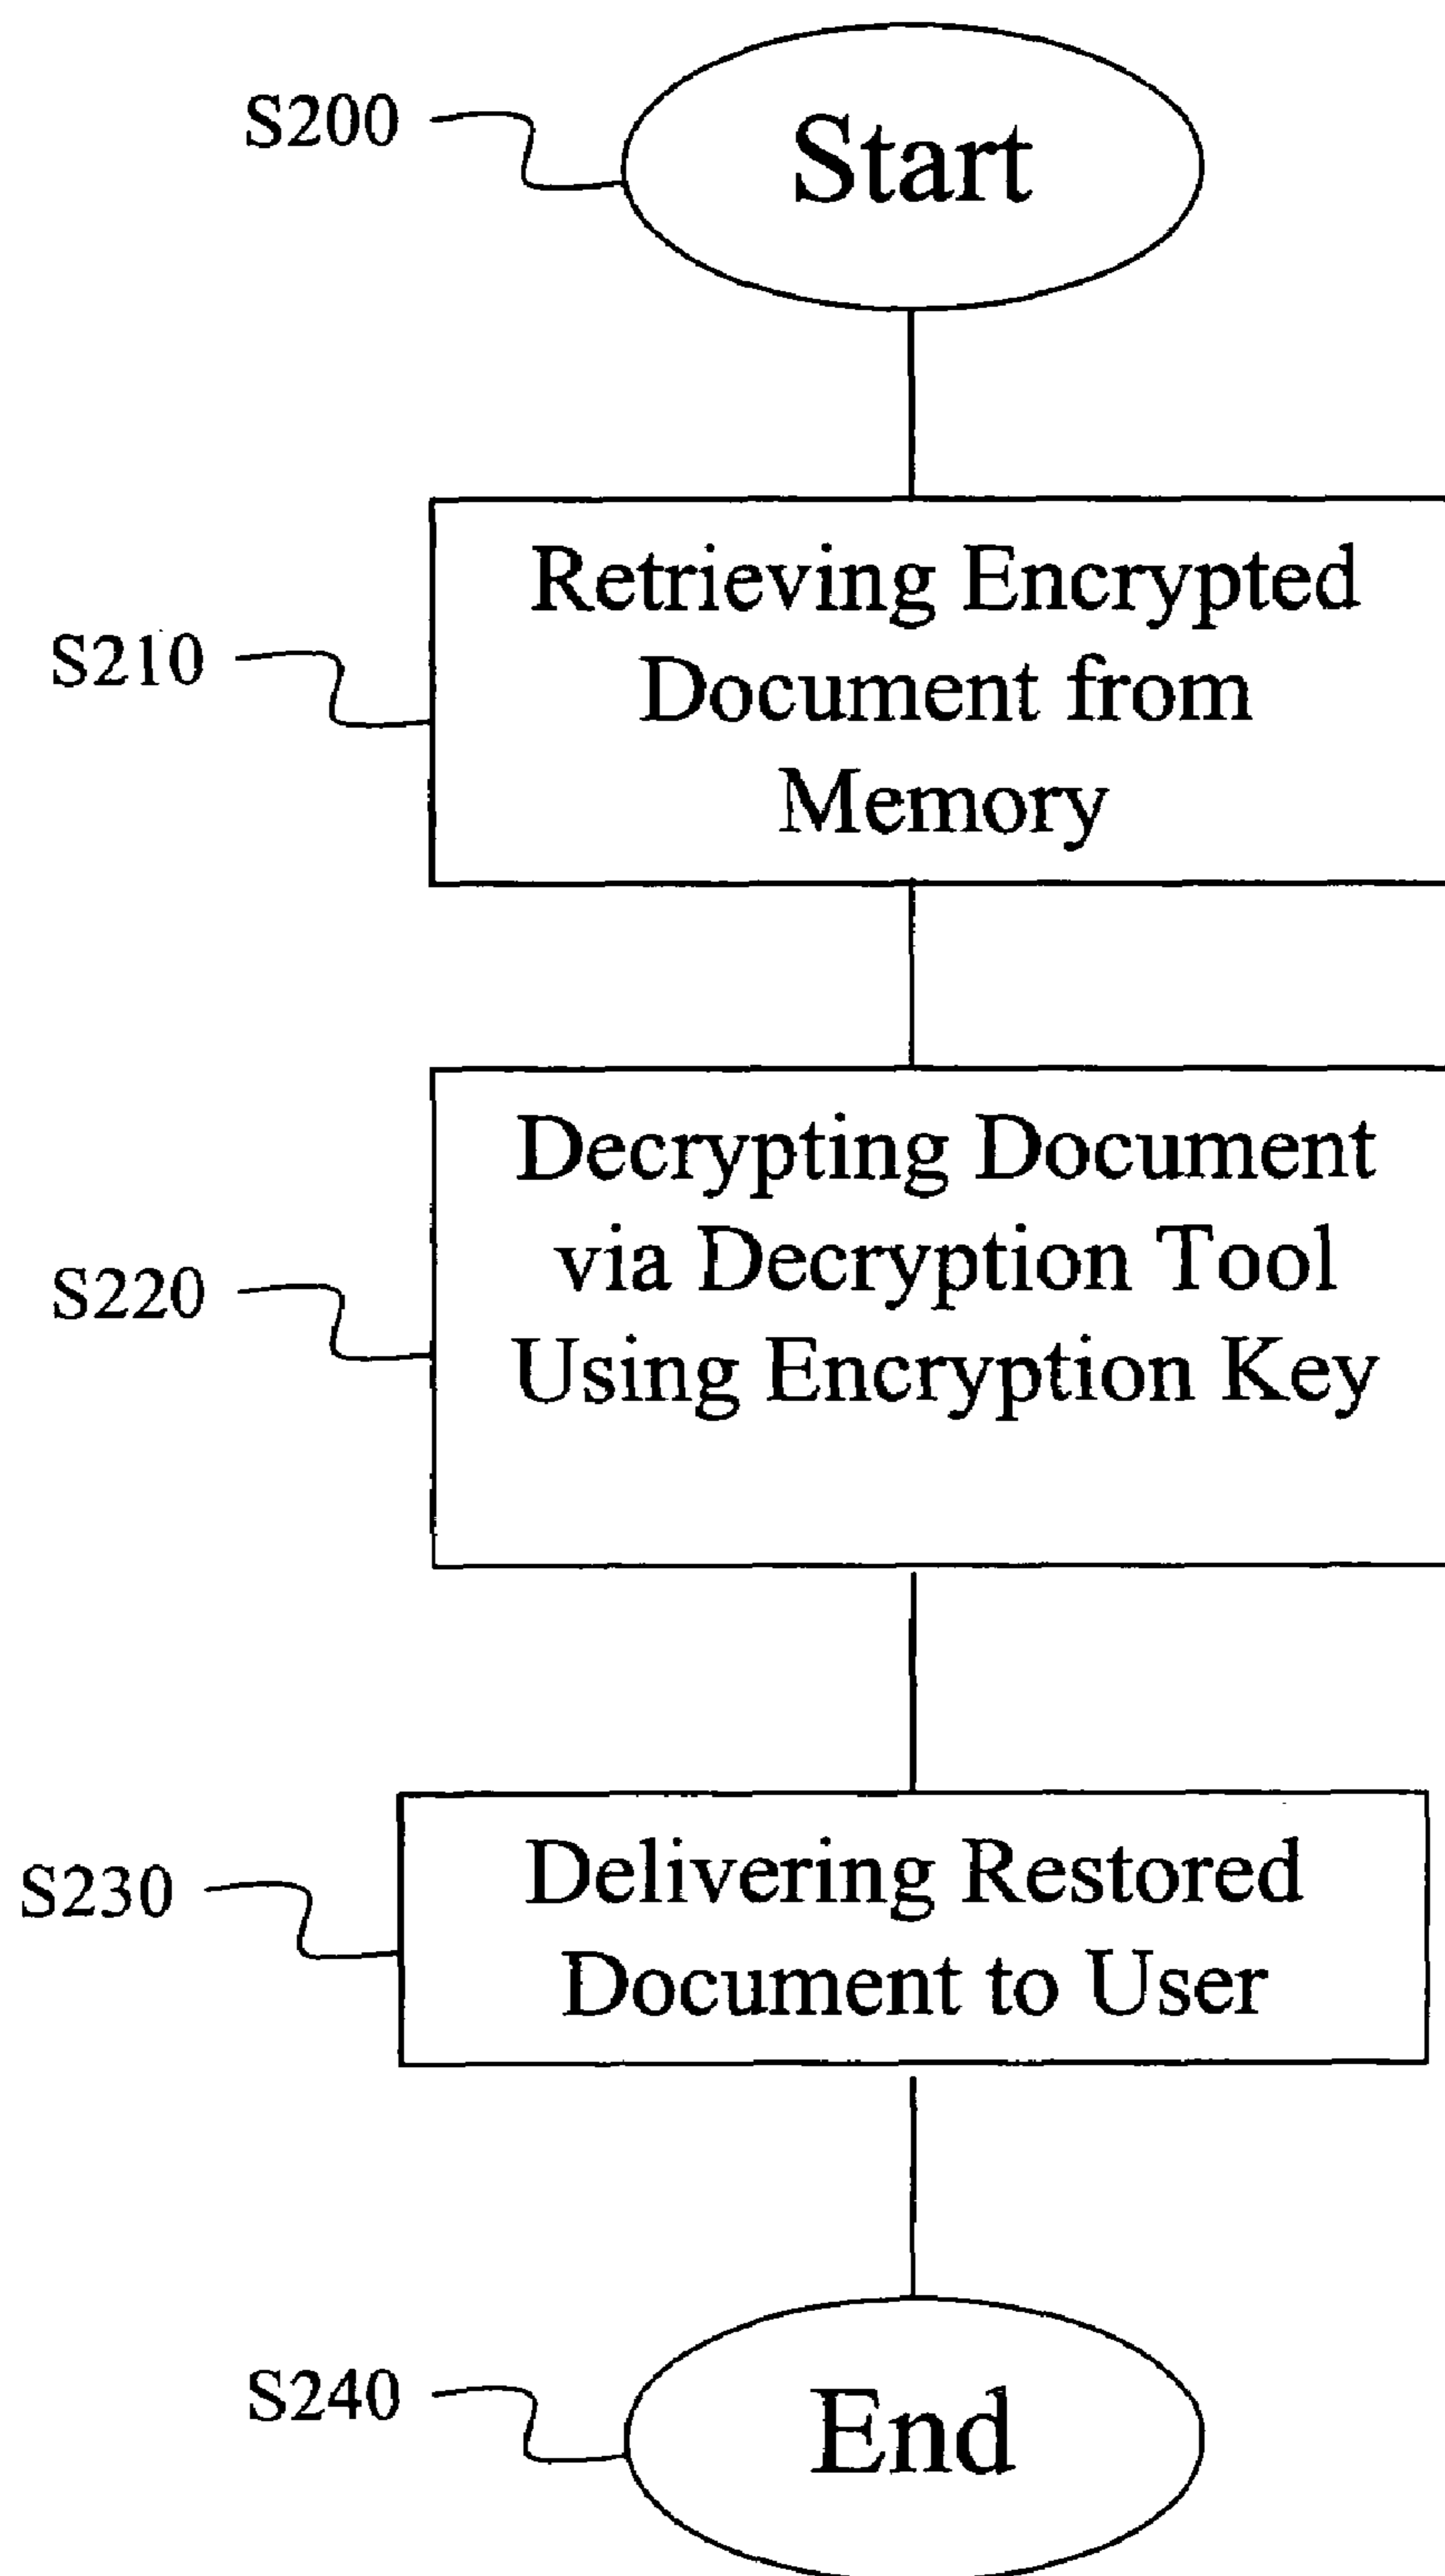 S200
Start
S210
Retrieving Encrypted
Document from
Memory
S220
Decrypting Document
via Decryption Tool
Using Encryption Key
S230
Delivering Restored
Document to User
S240
End